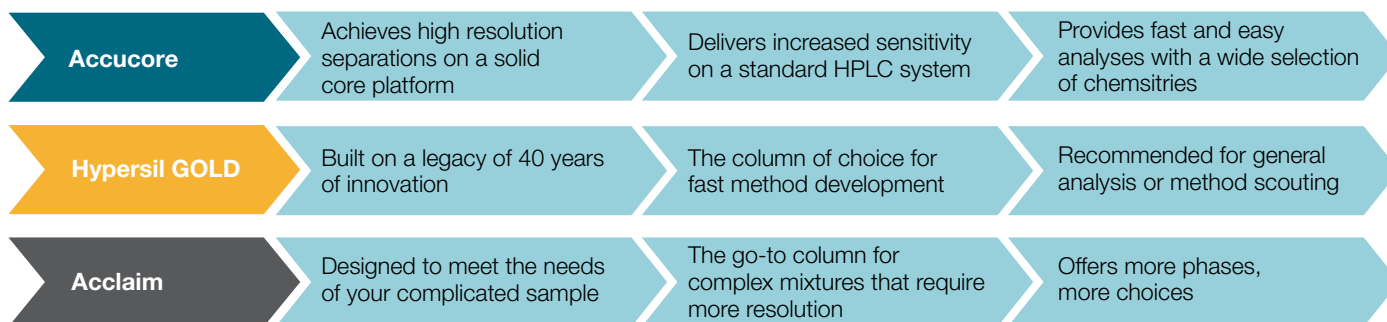 Accucore
Achieves high resolution
separations on a solid
core platform
Delivers increased sensitivity
on a standard HPLC system
Provides fast and easy
analyses with a wide selection
of chemsitries
Hypersil GOLD
Built on a legacy of 40 years
of innovation
The column of choice for
fast method development
Recommended for general
analysis or method scouting
Acclaim
Designed to meet the needs
of your complicated sample
The go-to column for
complex mixtures that require
more resolution
Offers more phases,
more choices